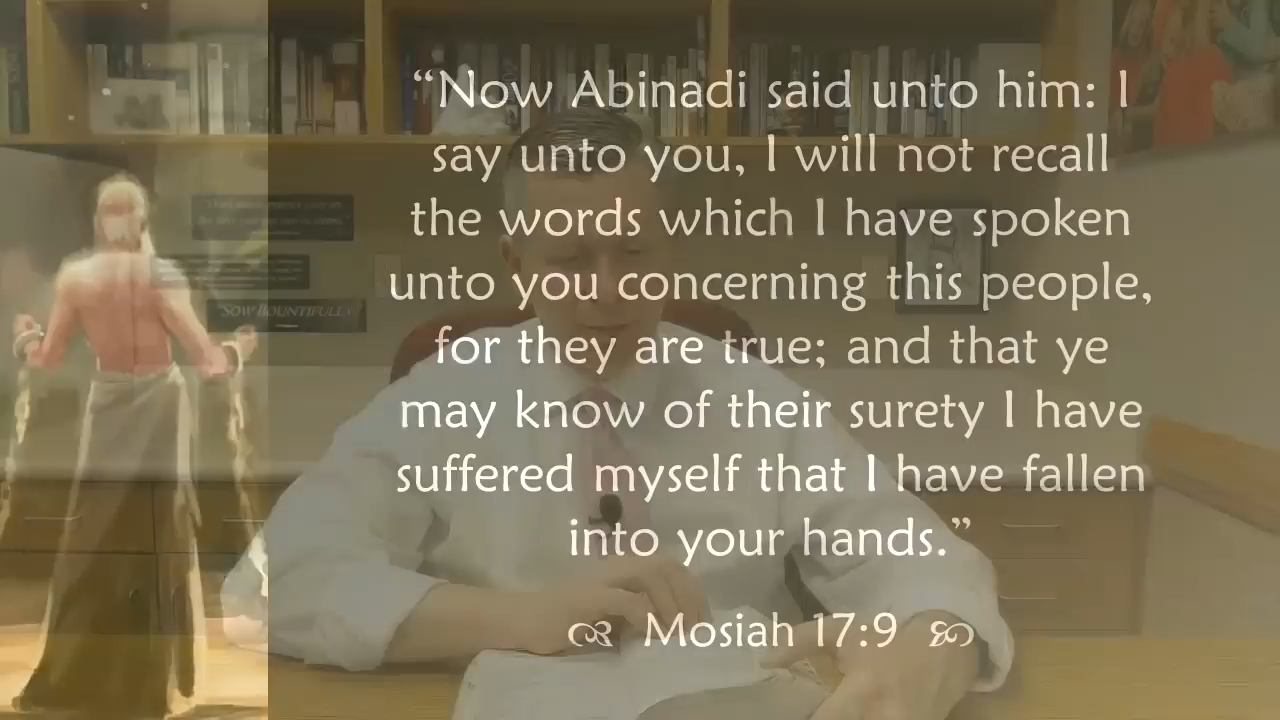 “Now Abinadi said unto him: I
say unto you, I will not recall
the words which I have spoken
unto you concerning this people,
for they are true; and that ye
may know of their surety I have
suffered myself that I have fallen
into your hands.”
Mosiah 17:9
"SOW BOUNTIFULLY"